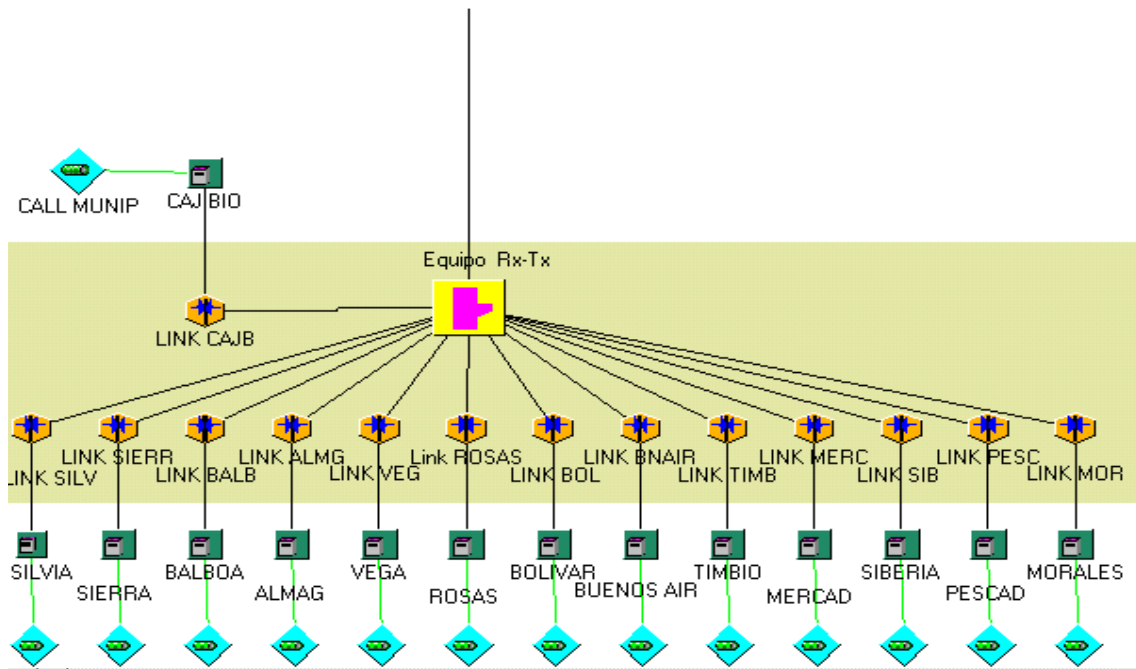 CALL MUNIP
CAJIBIO
Equipo Rx-Tx
LINK CAJB
LINK SIERR
LINK ALMG
Link ROSAS
LINK BNAIR
LINK MERC
LINK PESC
LINK SILV
LINK BALB
LINK VEG
LINK BOL
LINK TIMB
LINK SIB
LINK MOR
SILVIA
BALBOA
VEGA
BOLIVAR
TIMBIO
SIBERIA
MORALES
SIERRA
ALMAG
ROSAS
BUENOS AIR
MERCAD
PESCAD